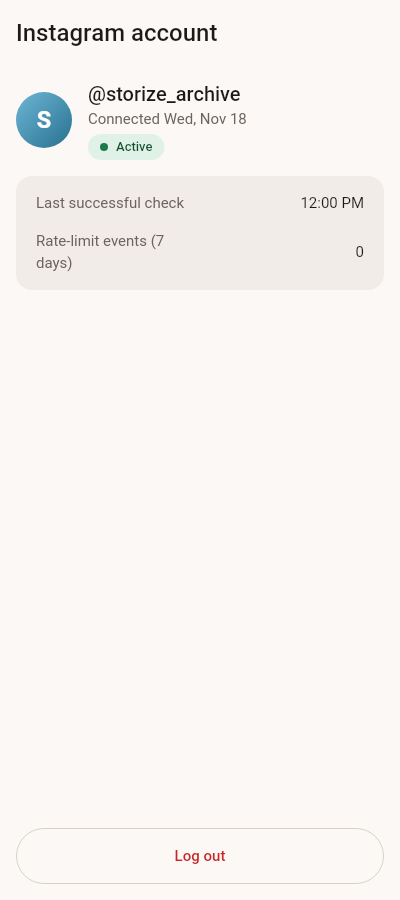 Instagram account
S
@storize_archive
Connected Wed, Nov 18
Active
Last successful check 12:00 PM
Rate-limit events (7
days)
0
Log out